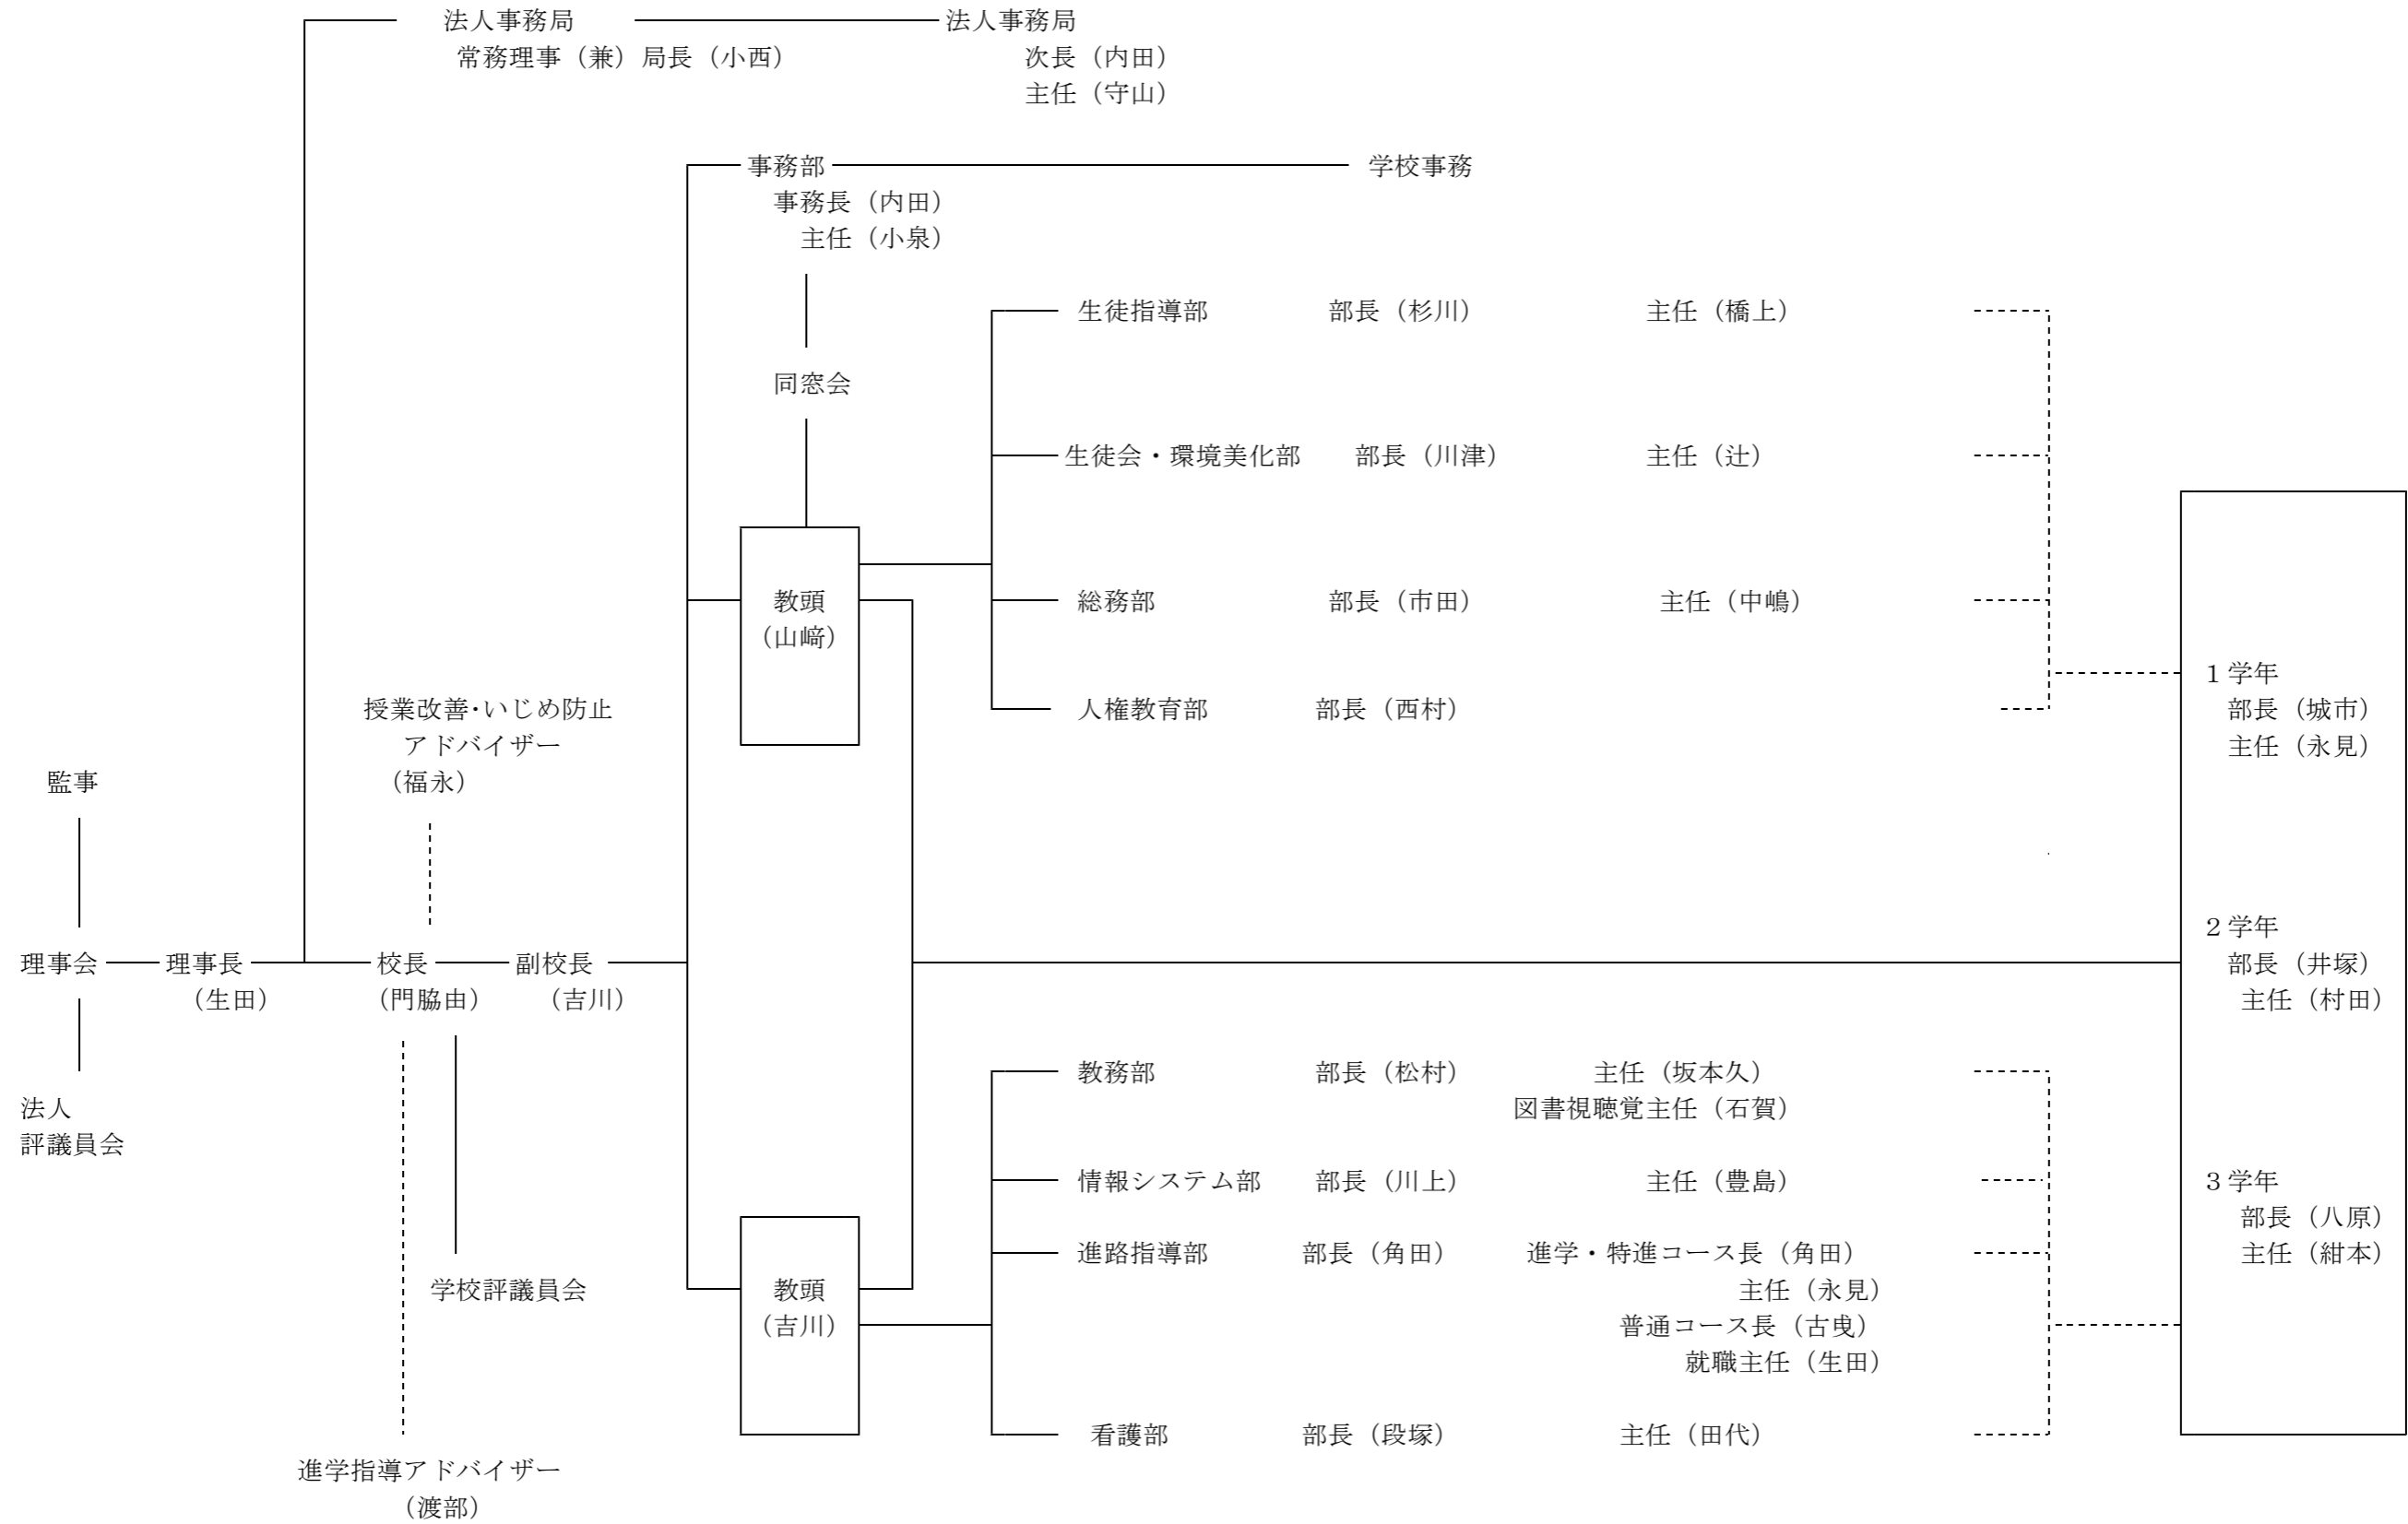 法人事務局
常務理事（兼）局長（小西）
法人事務局
次長（内田）
主任（守山）
事務部
事務長（内田）
主任（小泉）
学校事務
同窓会
生徒指導部 部長（杉川） 主任（橋上）
生徒会・環境美化部 部長（川津） 主任（辻）
教頭
（山﨑）
総務部 部長（市田） 主任（中嶋）
人権教育部 部長（西村）
授業改善･いじめ防止
アドバイザー
（福永）
監事
理事会
理事長
（生田）
校長
（門脇由）
副校長
（吉川）
法人
評議員会
学校評議員会
進学指導アドバイザー
（渡部）
教頭
（吉川）
教務部 部長（松村） 主任（坂本久）
図書視聴覚主任（石賀）
情報システム部 部長（川上） 主任（豊島）
進路指導部 部長（角田） 進学・特進コース長（角田）
主任（永見）
普通コース長（古曵）
就職主任（生田）
看護部 部長（段塚） 主任（田代）
１学年
部長（城市）
主任（永見）
２学年
部長（井塚）
主任（村田）
３学年
部長（八原）
主任（紺本）